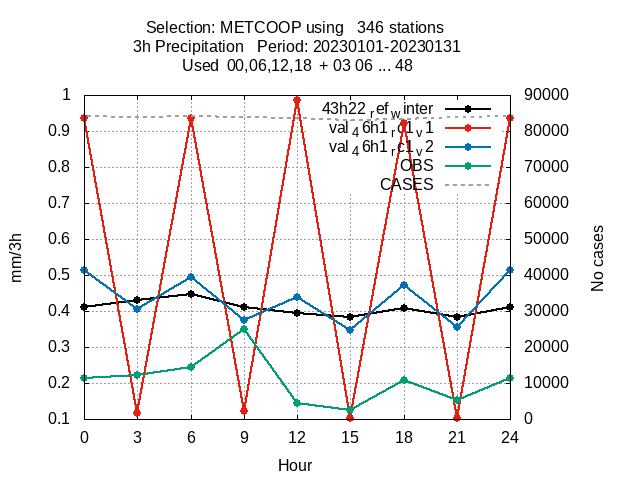 Selection: METCOOP using 346 stations
3h Precipitation Period: 20230101-20230131
Used 00,06,12,18 + 03 06 ... 48
43h22_ref_winter
val_46h1_rc1_v1
val_46h1_rc1_v2
OBS
CASES
1
0.9
0.8
0.7
0.6
0.5
0.4
0.3
0.2
0.1
mm/3h
90000
80000
70000
60000
50000
40000
30000
20000
10000
0
No cases
0 3 6 9 12 15 18 21 24
Hour